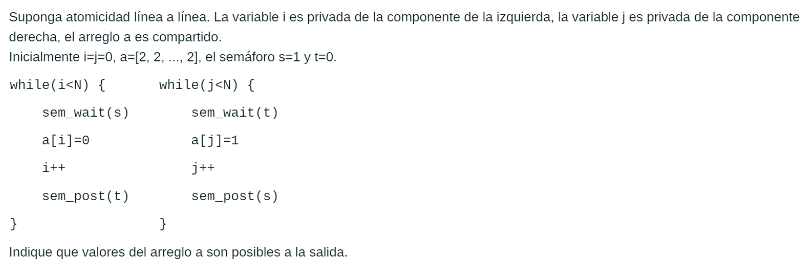 Suponga atomicidad línea a línea. La variable i es privada de la componente de la izquierda, la variable j es privada de la componente
derecha, el arreglo a es compartido.
Inicialmente i=j=0, a=[2, 2, ..., 2], el semáforo s=1 y t=0.
while(i<N) { while(j<N) {
sem_wait(s) sem_wait(t)
a[i]=0 a[j]=1
i++ j++
sem_post(t) sem_post(s)
} }
Indique que valores del arreglo a son posibles a la salida.